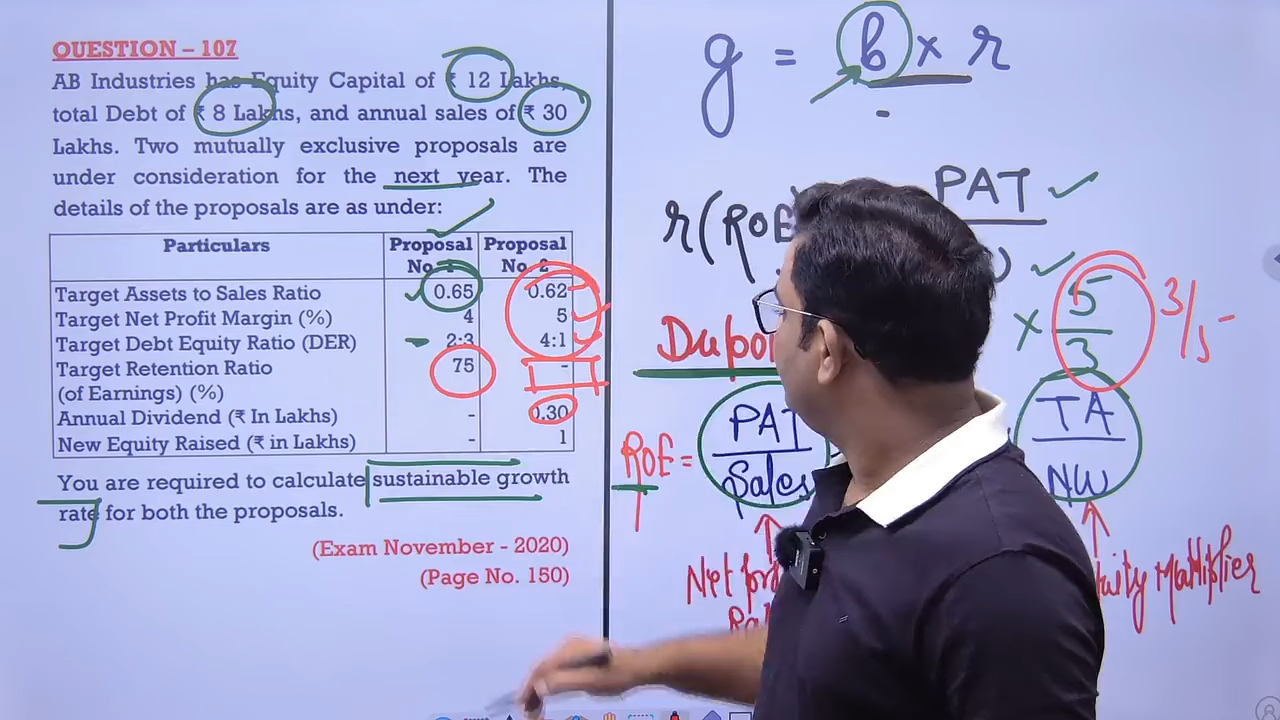 QUESTION – 107
AB Industries has Equity Capital of ₹ 12 Lakhs,
total Debt of ₹ 8 Lakhs, and annual sales of ₹ 30
Lakhs. Two mutually exclusive proposals are
under consideration for the next year. The
details of the proposals are as under:
Particulars Proposal No. Proposal No.
Target Assets to Sales Ratio 0.65 0.62
Target Net Profit Margin (%) 4 5
Target Debt Equity Ratio (DER) 2:3 4:1
Target Retention Ratio (of Earnings) (%) 75 -
Annual Dividend (₹ In Lakhs) - 0.30
New Equity Raised (₹ in Lakhs) - 1
You are required to calculate sustainable growth
rate for both the proposals.
(Exam November - 2020)
(Page No. 150)
g = b × r
r (ROE) PAT
× 5/3 3/5
ROE = PAT/Sales TA/NW
Net